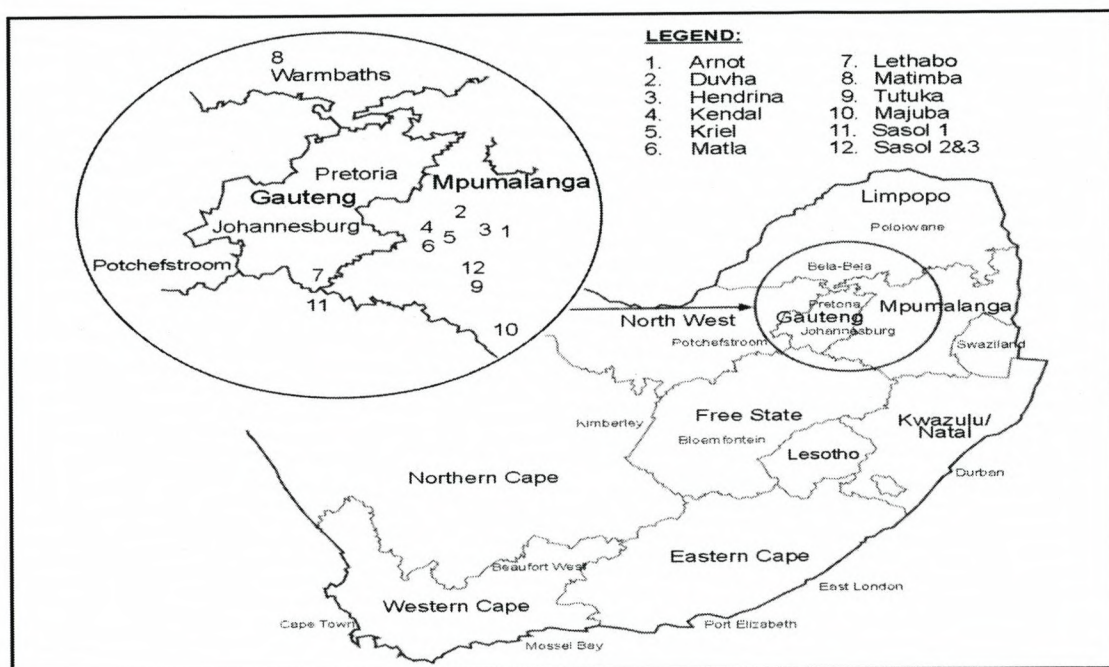 LEGEND:
1. Arnot
2. Duvha
3. Hendrina
4. Kendal
5. Kriel
6. Matla
7. Lethabo
8. Matimba
9. Tutuka
10. Majuba
11. Sasol 1
12. Sasol 2&3
8
Warmbaths
Pretoria
Mpumalanga
Gauteng
2
Johannesburg
4
5
3
1
6
Potchefstroom
12
7
9
11
10
Limpopo
Polokwane
Bela-Bela
Pretoria
Mpumalanga
Gauteng
North West
Johannesburg
Potchefstroom
Swaziland
Free State
Kimberley
Kwazulu/
Natal
Bloemfontein
Lesotho
Northern Cape
Durban
Eastern Cape
Beaufort West
East London
Western Cape
Cape Town
Port Elizabeth
Mossel Bay